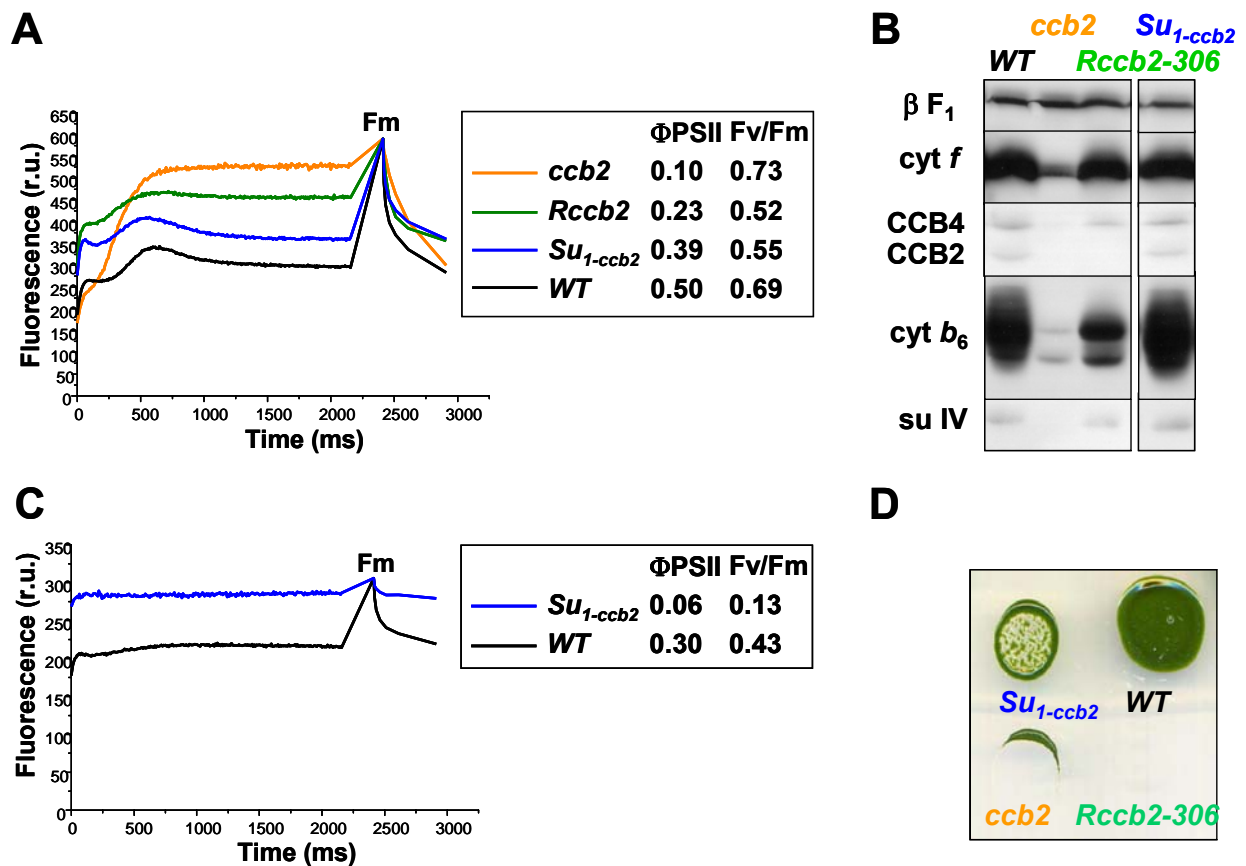 A
Fluorescence (r.u.)
650
600
550
500
450
400
350
300
250
200
150
100
50
0
0 500 1000 1500 2000 2500 3000
Time (ms)
Fm
ΦPSII Fv/Fm
ccb2 0.10 0.73
Rccb2 0.23 0.52
Su1-ccb2 0.39 0.55
WT 0.50 0.69
B
ccb2 Su1-ccb2
WT Rccb2-306
β F1
cyt f
CCB4
CCB2
cyt b6
su IV
C
Fluorescence (r.u.)
350
300
250
200
150
100
50
0
0 500 1000 1500 2000 2500 3000
Time (ms)
Fm
ΦPSII Fv/Fm
Su1-ccb2 0.06 0.13
WT 0.30 0.43
D
Su1-ccb2 WT
ccb2 Rccb2-306